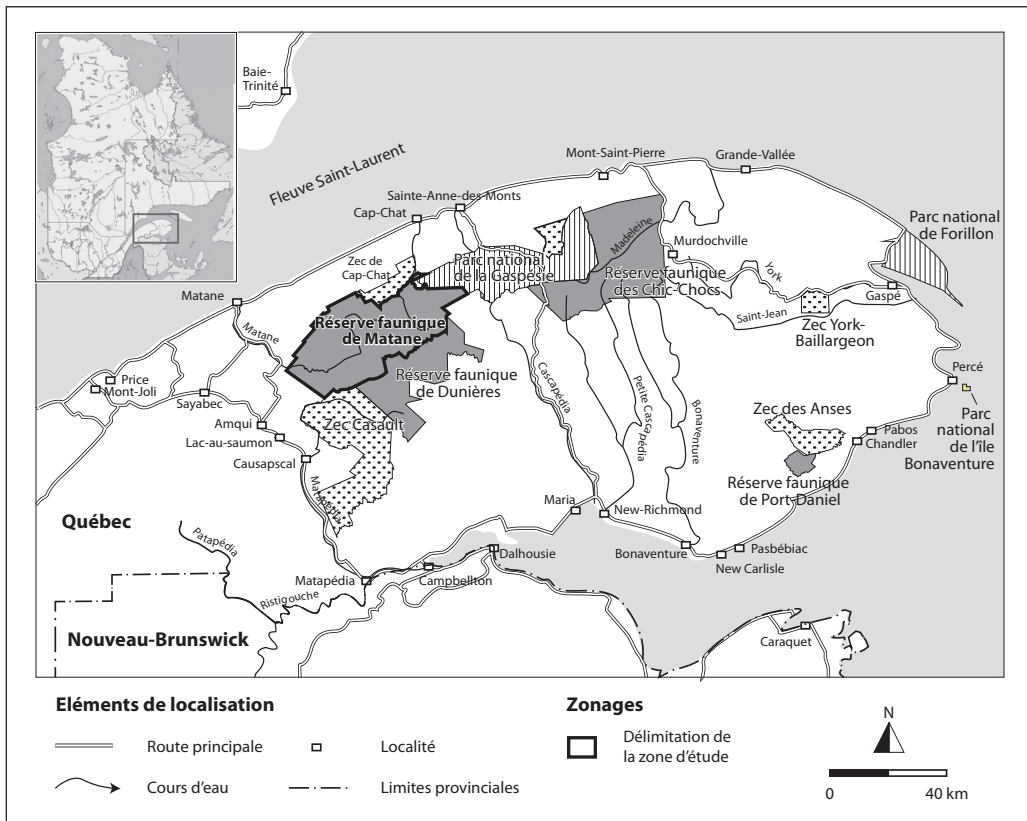 Baie-
Trinité
Fleuve Saint-Laurent
Mont-Saint-Pierre
Grande-Vallée
Sainte-Anne-des-Monts
Cap-Chat
Parc national
de Forillon
Madeleine
Murdochville
Zec de
Cap-Chat
Parc national
de la Gaspésie
Réserve faunique
des Chic-Chocs
York
Gaspé
Matane
Saint-Jean
Zec York-
Baillargeon
Réserve faunique
de Matane
Matane
Réserve faunique
de Dunières
Price
Mont-Joli
Sayabec
Cascapédia
Petite Cascapédia
Bonaventure
Percé
Parc
national
de l'île
Bonaventure
Zec des Anses
Pabos
Chandler
Amqui
Zec Casault
Lac-au-saumon
Causapscal
Matapédia
Réserve faunique
de Port-Daniel
Maria
New-Richmond
Québec
Patapédia
Bonaventure
Pasbébiac
New Carlisle
Dalhousie
Matapédia
Campbellton
Ristigouche
Nouveau-Brunswick
Caraquet
Eléments de localisation
Route principale
Localité
Cours d'eau
Limites provinciales
Zonages
Délimitation de
la zone d'étude
N
0
40 km